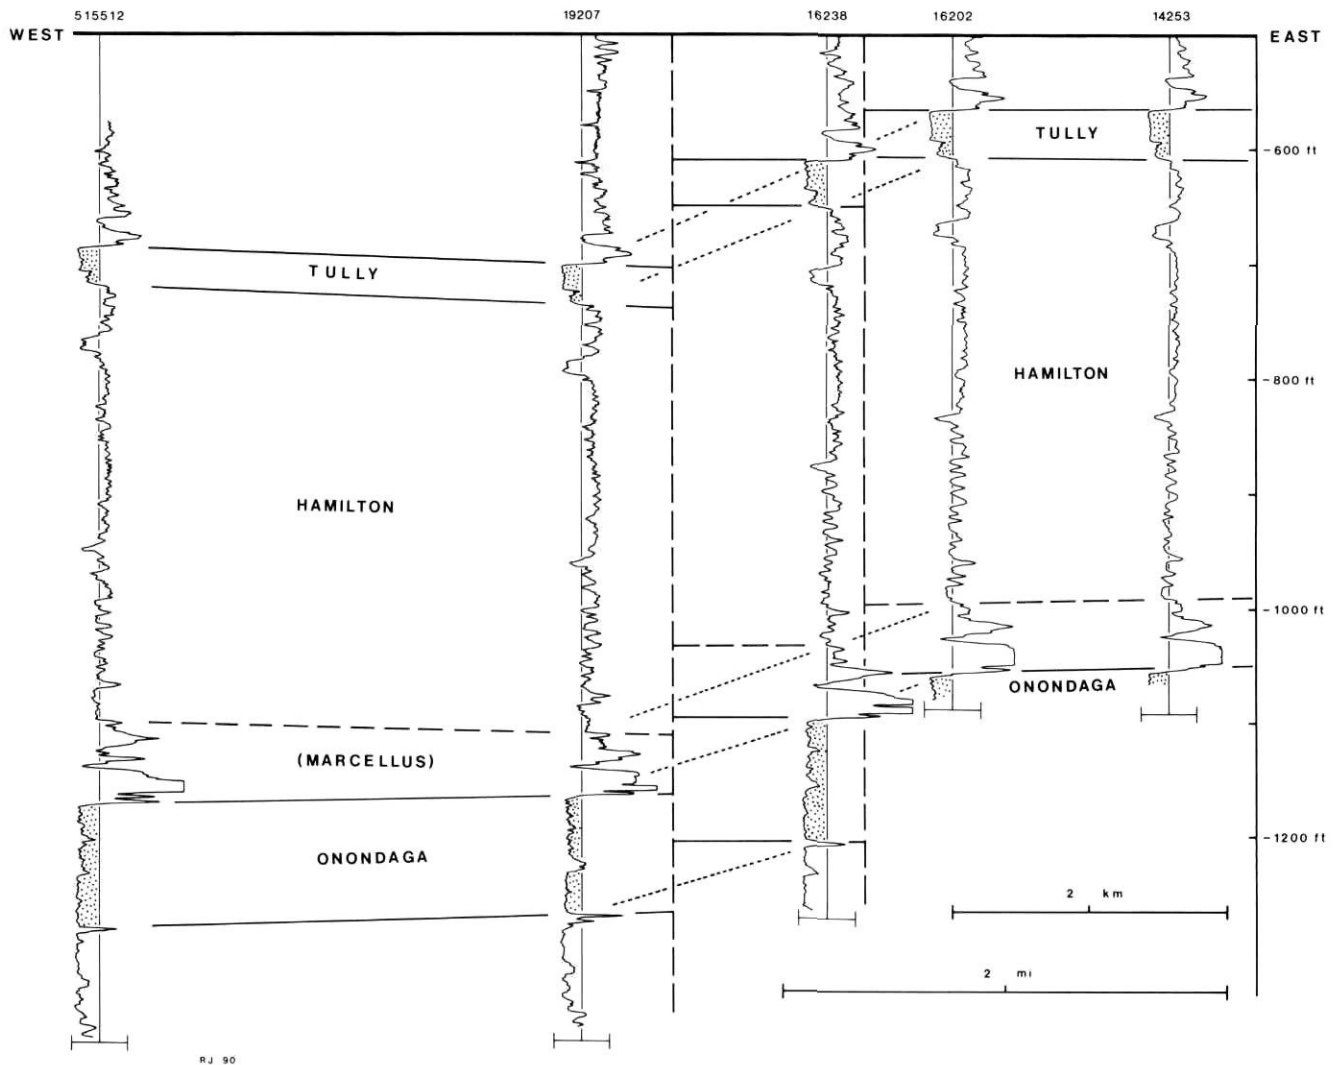 515512 19207 16238 16202 14253
WEST EAST
TULLY
-600 ft
TULLY
HAMILTON
-800 ft
HAMILTON
-1000 ft
ONONDAGA
(MARCELLUS)
-1200 ft
ONONDAGA
2 km
2 mi
RJ 90